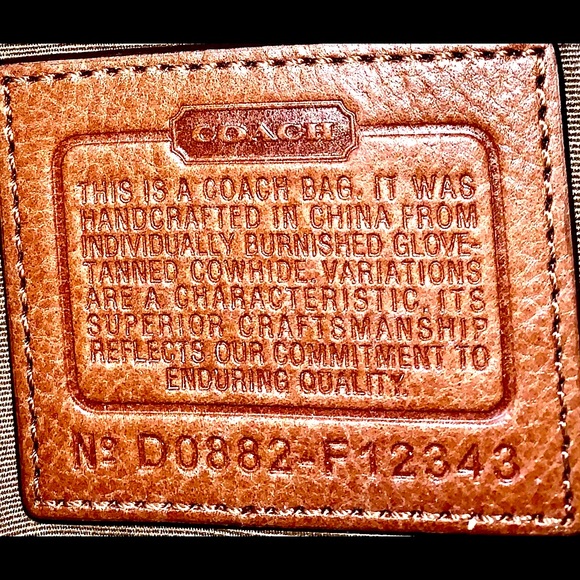 COACH
THIS IS A COACH BAG. IT WAS
HANDCRAFTED IN CHINA FROM
INDIVIDUALLY BURNISHED GLOVE-
TANNED COWHIDE. VARIATIONS
ARE A CHARACTERISTIC. ITS
SUPERIOR CRAFTSMANSHIP
REFLECTS OUR COMMITMENT TO
ENDURING QUALITY.
Nº D0882-F12343